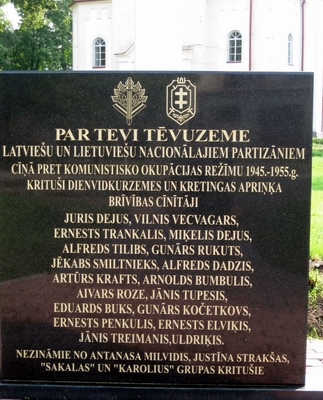 PAR TEVI TĒVUZEME
LATVIEŠU UN LIETUVIEŠU NACIONĀLAJIEM PARTIZĀNIEM
CĪŅĀ PRET KOMUNISTISKO OKUPĀCIJAS REŽĪMU 1945.-1955.g.
KRITUŠI DIENVIDKURZEMES UN KRETINGAS APRIŅĶA
BRĪVĪBAS CĪNĪTĀJI
JURIS DEJUS, VILNIS VECVAGARS,
ERNESTS TRANKALIS, MIĶELIS DEJUS,
ALFREDS TILIBS, GUNĀRS RUKUTS,
JĒKABS SMILTNIEKS, ALFREDS DADZIS,
ARTŪRS KRAFTS, ARNOLDS BUMBULIS,
AIVARS ROZE, JĀNIS TUPESIS,
EDUARDS BUKS, GUNĀRS KOČETKOVS,
ERNESTS PENKULIS, ERNESTS ELVIĶIS,
JĀNIS TREIMANIS,ULDRIĶIS.
NEZINĀMIE NO ANTANASA MILVIDIS, JUSTĪNA STRAKŠAS,
"SAKALAS" UN "KAROLIUS" GRUPAS KRITUŠIE